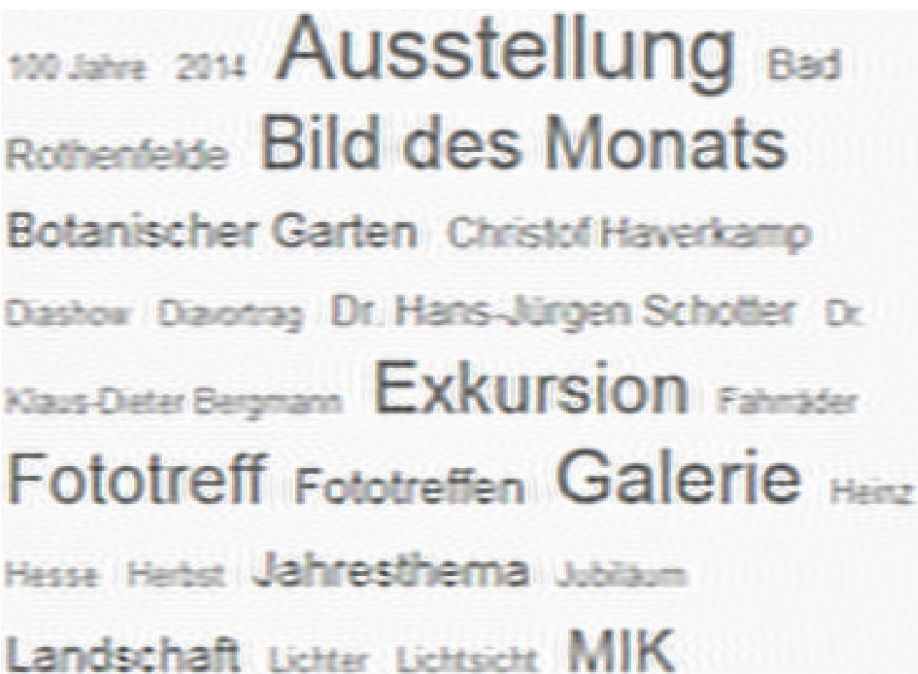 100 Jahre 2014 Ausstellung Bad
Rothenfelde Bild des Monats
Botanischer Garten Christof Haverkamp
Diashow Diavortrag Dr. Hans-Jürgen Schotter Dr.
Klaus-Dieter Bergmann Exkursion Fahrräder
Fototreff Fototreffen Galerie Heinz
Hesse Herbst Jahresthema Jubiläum
Landschaft Lichter Lichtsicht MIK